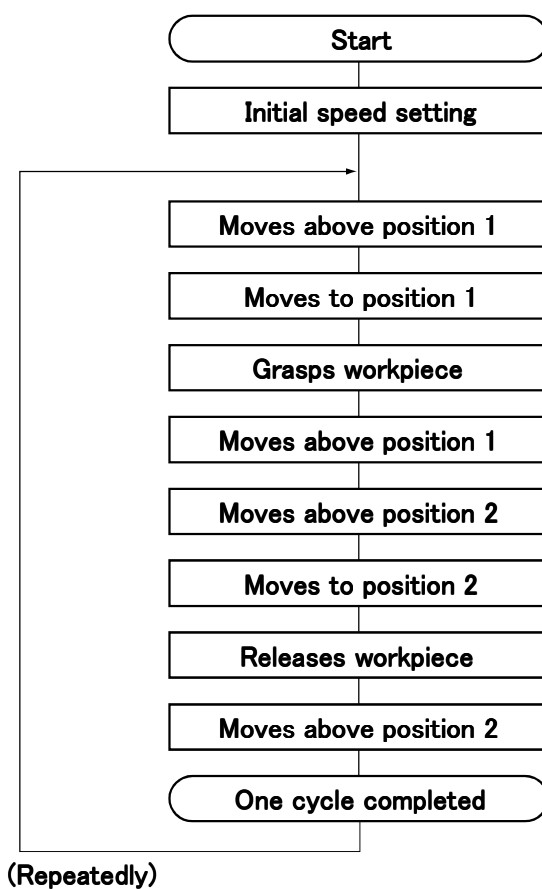 Start
Initial speed setting
Moves above position 1
Moves to position 1
Grasps workpiece
Moves above position 1
Moves above position 2
Moves to position 2
Releases workpiece
Moves above position 2
One cycle completed
(Repeatedly)